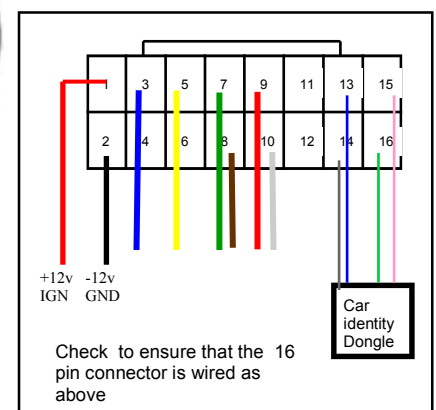 1 3 5 7 9 11 13 15
2 4 6 8 10 12 14 16
+12v -12v
IGN GND
Car
identity
Dongle
Check to ensure that the 16
pin connector is wired as
above